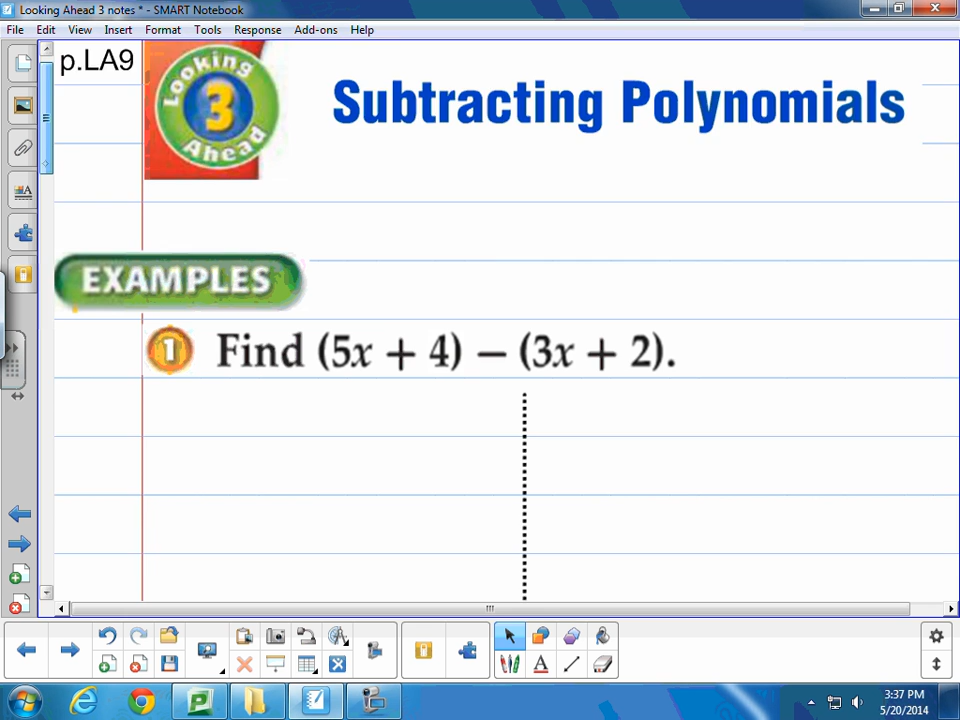 Looking Ahead 3 notes * - SMART Notebook
File Edit View Insert Format Tools Response Add-ons Help
p.LA9
Looking
3
Ahead
Subtracting Polynomials
EXAMPLES
1 Find (5x + 4) − (3x + 2).
3:37 PM
5/20/2014